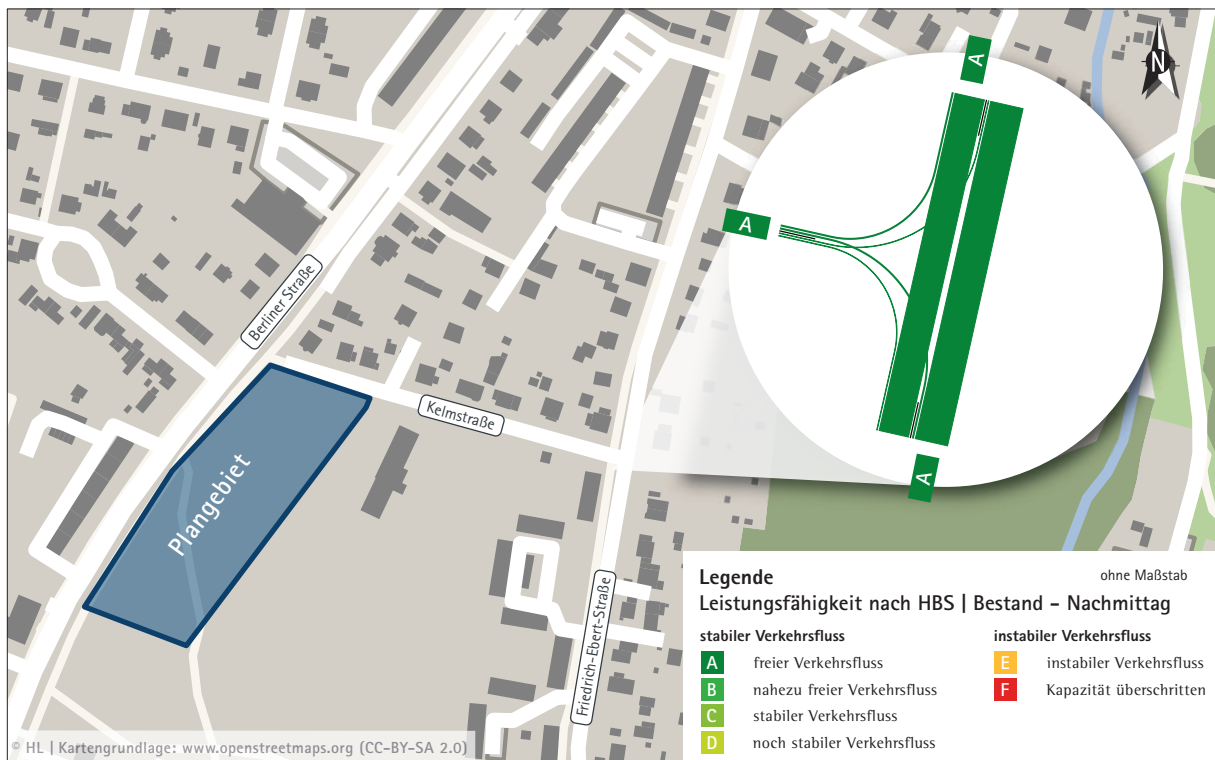 A
N
A
Berliner Straße
Kelmstraße
Plangebiet
A
Friedrich-Ebert-Straße
Legende
ohne Maßstab
Leistungsfähigkeit nach HBS | Bestand – Nachmittag
stabiler Verkehrsfluss
A freier Verkehrsfluss
B nahezu freier Verkehrsfluss
C stabiler Verkehrsfluss
D noch stabiler Verkehrsfluss
instabiler Verkehrsfluss
E instabiler Verkehrsfluss
F Kapazität überschritten
© HL | Kartengrundlage: www.openstreetmaps.org (CC-BY-SA 2.0)